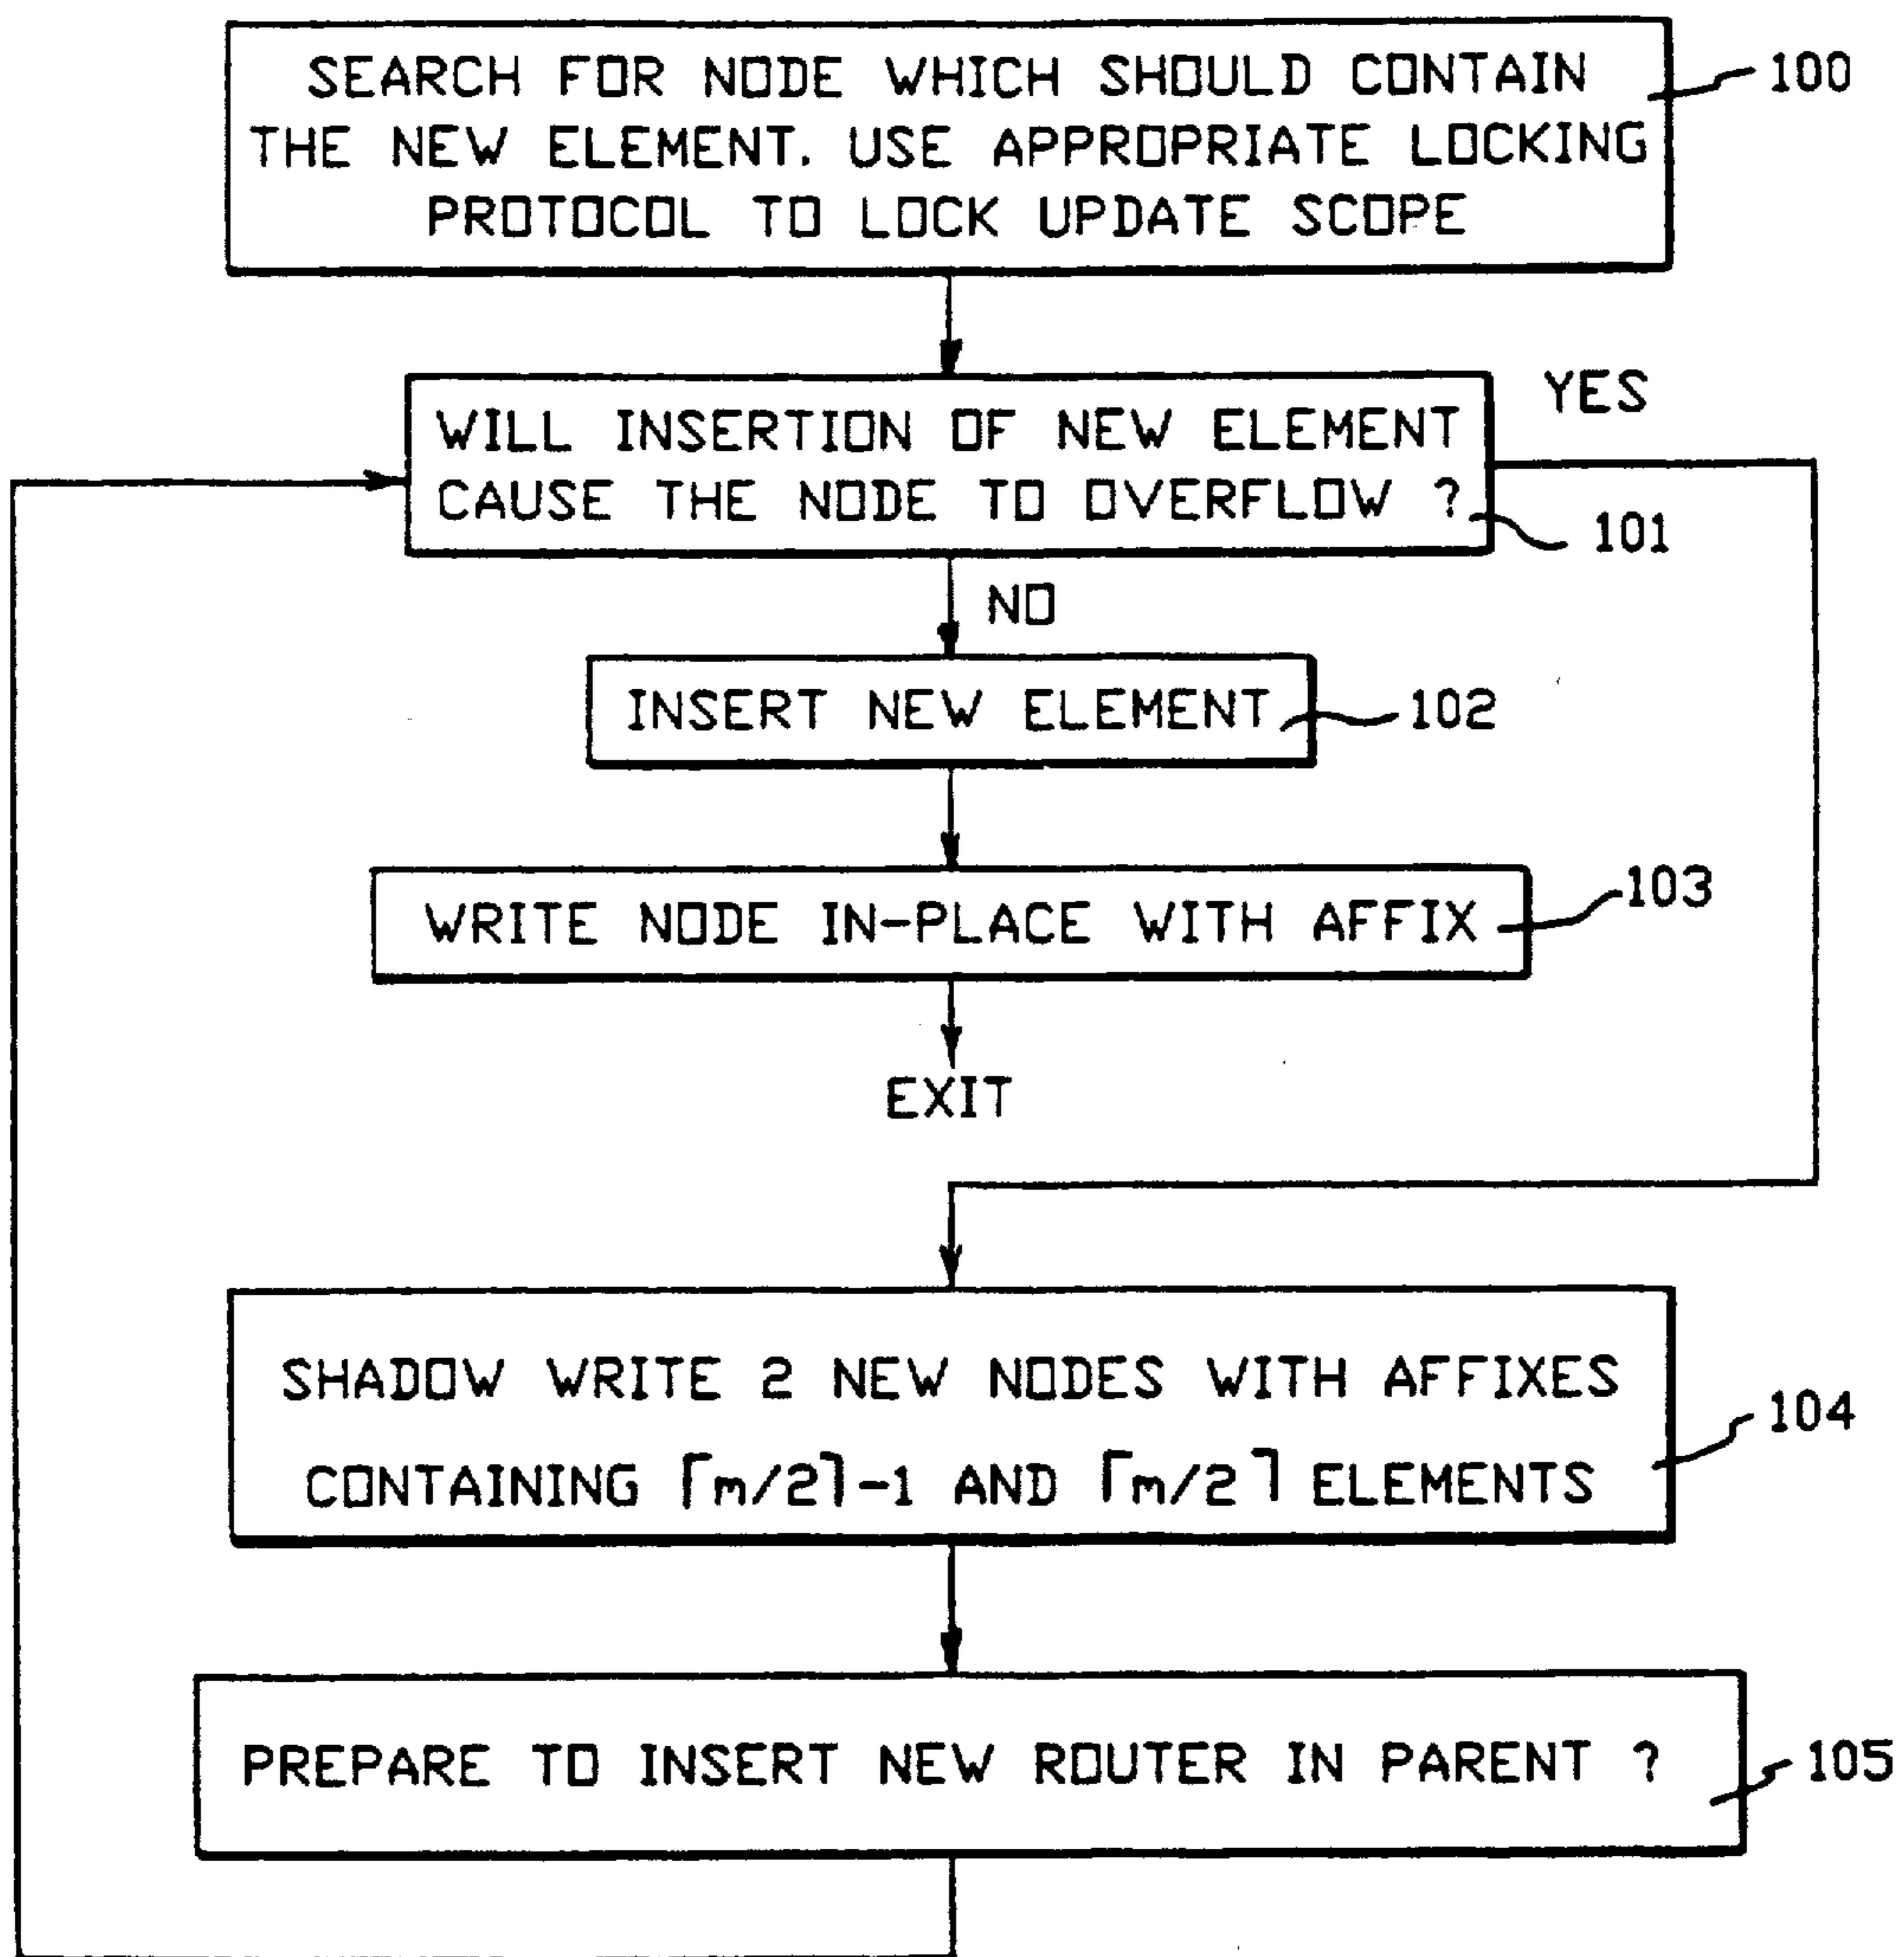 SEARCH FOR NODE WHICH SHOULD CONTAIN
THE NEW ELEMENT. USE APPROPRIATE LOCKING
PROTOCOL TO LOCK UPDATE SCOPE
100
YES
WILL INSERTION OF NEW ELEMENT
CAUSE THE NODE TO OVERFLOW ?
101
NO
INSERT NEW ELEMENT
102
WRITE NODE IN-PLACE WITH AFFIX
103
EXIT
SHADOW WRITE 2 NEW NODES WITH AFFIXES
CONTAINING ⌈m/2⌉-1 AND ⌈m/2⌉ ELEMENTS
104
PREPARE TO INSERT NEW ROUTER IN PARENT ?
105